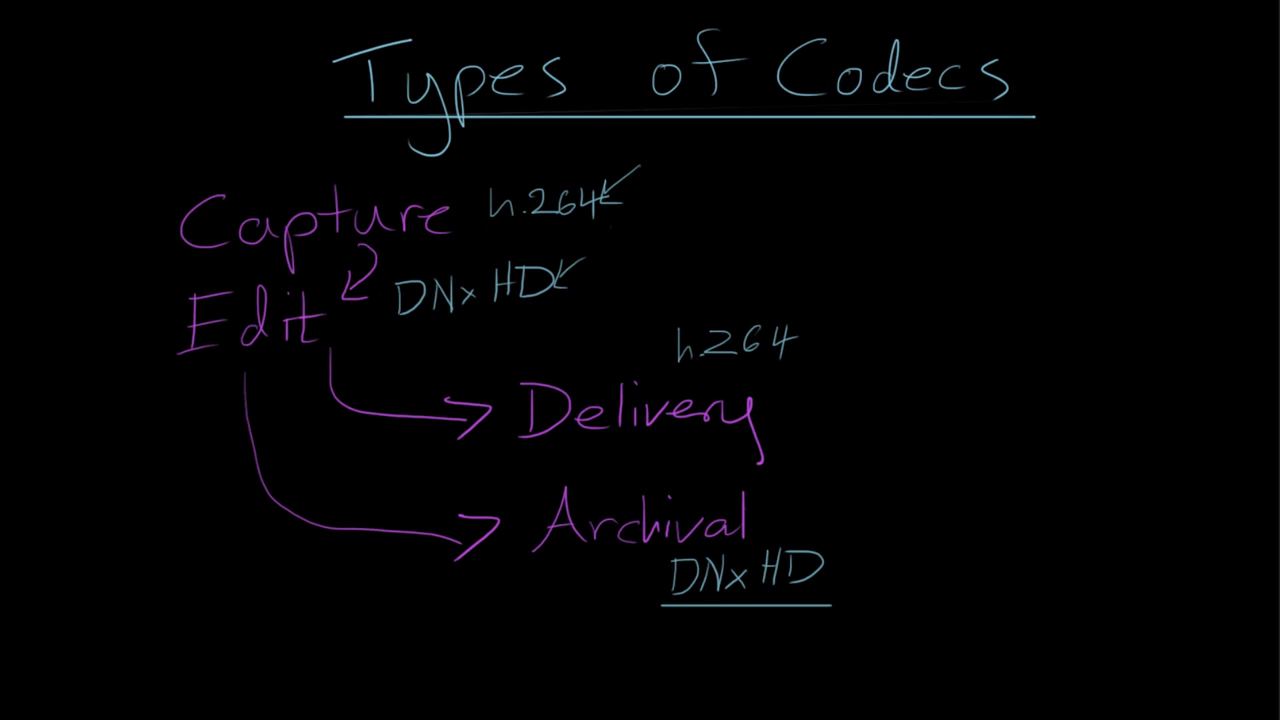 Types of Codecs
Capture h.264
Edit DNxHD
h.264
Delivery
Archival
DNxHD